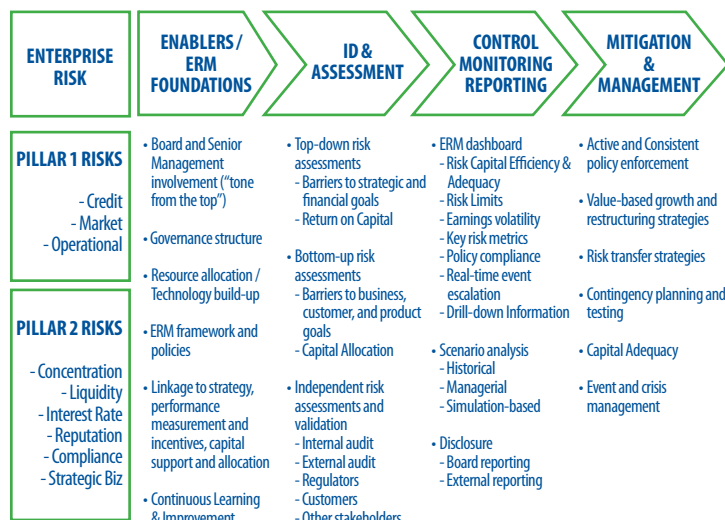 ENTERPRISE
RISK
ENABLERS /
ERM
FOUNDATIONS
ID &
ASSESSMENT
CONTROL
MONITORING
REPORTING
MITIGATION
&
MANAGEMENT
PILLAR 1 RISKS
- Credit
- Market
- Operational
PILLAR 2 RISKS
- Concentration
- Liquidity
- Interest Rate
- Reputation
- Compliance
- Strategic Biz
• Board and Senior
Management
involvement (“tone
from the top”)
• Governance structure
• Resource allocation /
Technology build-up
• ERM framework and
policies
• Linkage to strategy,
performance
measurement and
incentives, capital
support and allocation
• Continuous Learning
& Improvement
• Top-down risk
assessments
- Barriers to strategic and
financial goals
- Return on Capital
• Bottom-up risk
assessments
- Barriers to business,
customer, and product
goals
- Capital Allocation
• Independent risk
assessments and
validation
- Internal audit
- External audit
- Regulators
- Customers
- Other stakeholders
• ERM dashboard
- Risk Capital Efficiency &
Adequacy
- Risk Limits
- Earnings volatility
- Key risk metrics
- Policy compliance
- Real-time event
escalation
- Drill-down Information
• Scenario analysis
- Historical
- Managerial
- Simulation-based
• Disclosure
- Board reporting
- External reporting
• Active and Consistent
policy enforcement
• Value-based growth and
restructuring strategies
• Risk transfer strategies
• Contingency planning and
testing
• Capital Adequacy
• Event and crisis
management